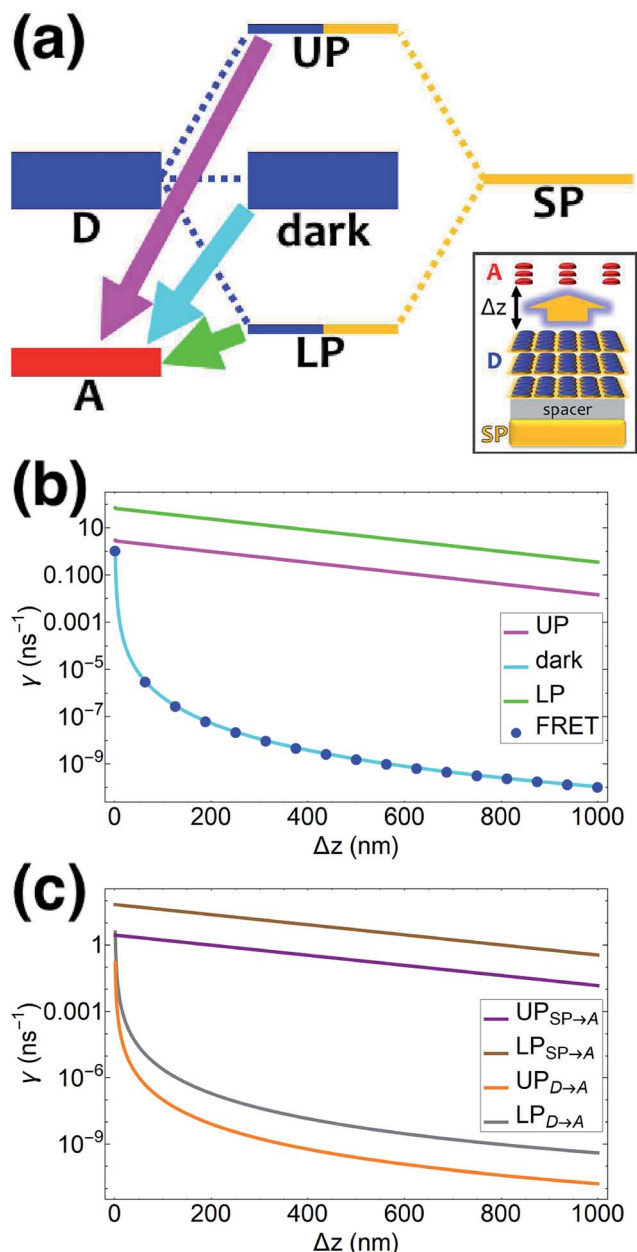 (a)
UP
D
dark
SP
LP
A
A
Δz
D
spacer
SP
(b)
10
0.100
0.001
10⁻⁵
10⁻⁷
10⁻⁹
γ (ns⁻¹)
UP
dark
LP
FRET
0 200 400 600 800 1000
Δz (nm)
(c)
1
0.001
10⁻⁶
10⁻⁹
γ (ns⁻¹)
UP_SP→A
LP_SP→A
UP_D→A
LP_D→A
0 200 400 600 800 1000
Δz (nm)